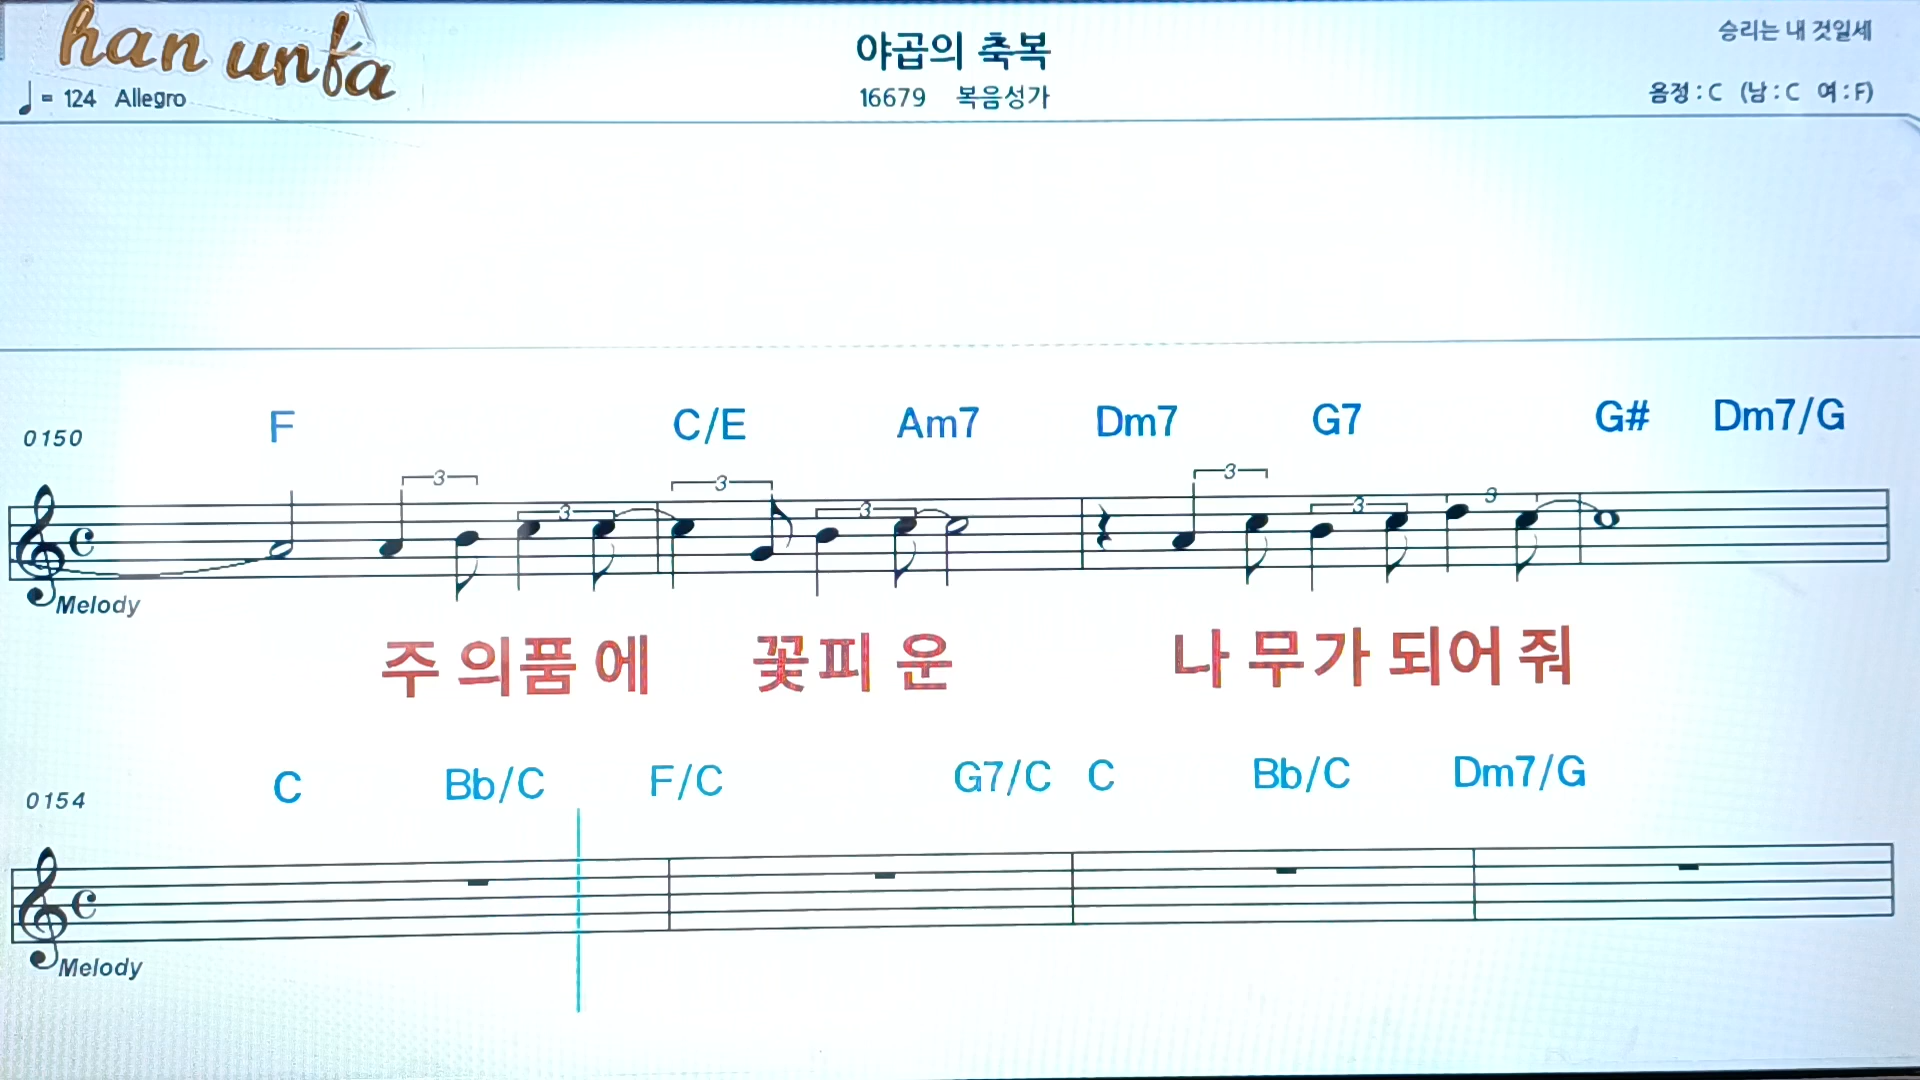 han unfa
♩= 124 Allegro
야곱의 축복
16679 복음성가
승리는 내 것일세
음정 : C (남 : C 여 : F)
0150 F C/E Am7 Dm7 G7 G# Dm7/G
3 3 3 3 3 3 3
Melody
주의품에 꽃피운 나무가되어줘
0154 C Bb/C F/C G7/C C Bb/C Dm7/G
Melody